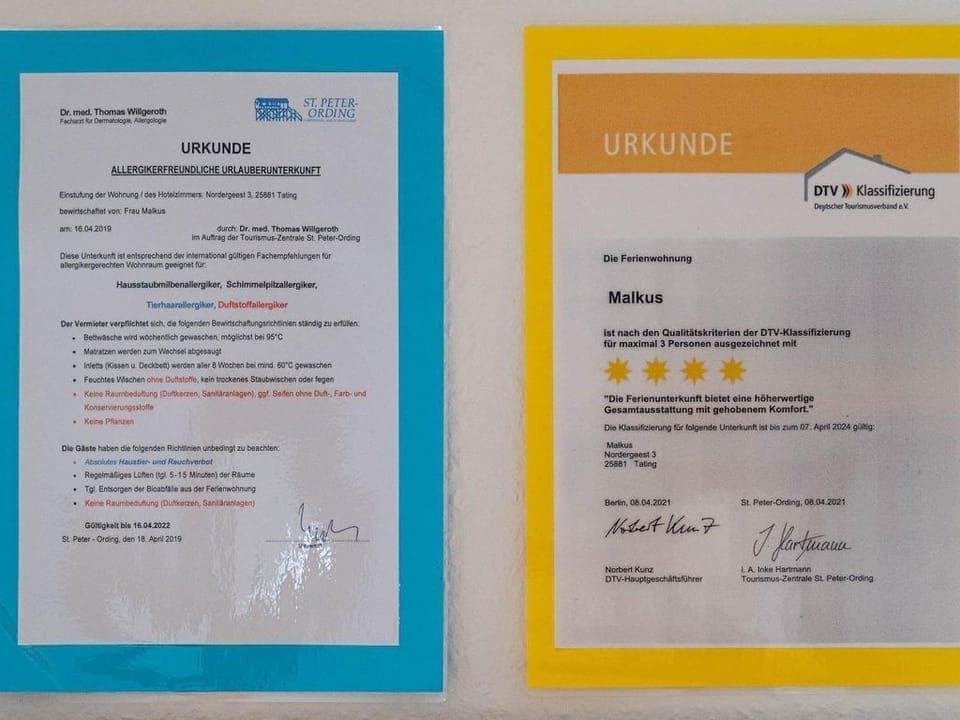 Dr. med. Thomas Willgeroth
Facharzt für Dermatologie, Allergologie
ST. PETER-
ORDING
URKUNDE
ALLERGIKERFREUNDLICHE URLAUBERUNTERKUNFT
Einstufung der Wohnung / des Hotelzimmers: Nordergeest 3, 25881 Tating
bewirtschaftet von: Frau Malkus
am: 16.04.2019 durch: Dr. med. Thomas Willgeroth
im Auftrag der Tourismus-Zentrale St. Peter-Ording
Diese Unterkunft ist entsprechend der international gültigen Fachempfehlungen für
allergikergerechten Wohnraum geeignet für:
Hausstaubmilbenallergiker, Schimmelpilzallergiker,
Tierhaarallergiker, Duftstoffallergiker
Der Vermieter verpflichtet sich, die folgenden Bewirtschaftungsrichtlinien ständig zu erfüllen:
• Bettwäsche wird wöchentlich gewaschen, möglichst bei 95°C
• Matratzen werden zum Wechsel abgesaugt
• Inletts (Kissen u. Deckbett) werden aller 8 Wochen bei mind. 60°C gewaschen
• Feuchtes Wischen ohne Duftstoffe, kein trockenes Staubwischen oder fegen
• Keine Raumbeduftung (Duftkerzen, Sanitäranlagen), ggf. Seifen ohne Duft-, Farb- und
Konservierungsstoffe
• Keine Pflanzen
Die Gäste haben die folgenden Richtlinien unbedingt zu beachten:
• Absolutes Haustier- und Rauchverbot
• Regelmäßiges Lüften (tgl. 5-15 Minuten) der Räume
• Tgl. Entsorgen der Bioabfälle aus der Ferienwohnung
• Keine Raumbeduftung (Duftkerzen, Sanitäranlagen)
Gültigkeit bis 16.04.2022
St. Peter - Ording, den 18. April 2019
URKUNDE
DTV Klassifizierung
Deutscher Tourismusverband e.V.
Die Ferienwohnung
Malkus
ist nach den Qualitätskriterien der DTV-Klassifizierung
für maximal 3 Personen ausgezeichnet mit
"Die Ferienunterkunft bietet eine höherwertige
Gesamtausstattung mit gehobenem Komfort."
Die Klassifizierung für folgende Unterkunft ist bis zum 07. April 2024 gültig:
Malkus
Nordergeest 3
25881 Tating
Berlin, 08.04.2021 St. Peter-Ording, 08.04.2021
Norbert Kunz
J Hartmann
Norbert Kunz i. A. Inke Hartmann
DTV-Hauptgeschäftsführer Tourismus-Zentrale St. Peter-Ording